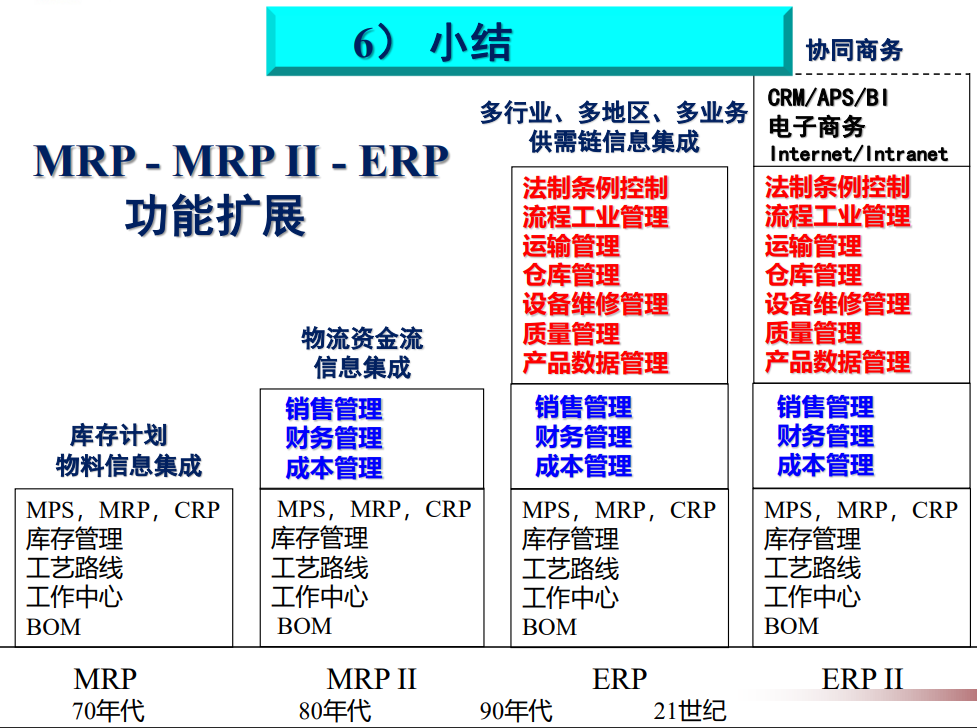 6） 小结
MRP - MRP II - ERP
功能扩展
库存计划
物料信息集成
MPS，MRP，CRP
库存管理
工艺路线
工作中心
BOM
MRP
70年代
物流资金流
信息集成
销售管理
财务管理
成本管理
MPS，MRP，CRP
库存管理
工艺路线
工作中心
BOM
MRP II
80年代
多行业、多地区、多业务
供需链信息集成
法制条例控制
流程工业管理
运输管理
仓库管理
设备维修管理
质量管理
产品数据管理
销售管理
财务管理
成本管理
MPS，MRP，CRP
库存管理
工艺路线
工作中心
BOM
ERP
90年代
协同商务
CRM/APS/BI
电子商务
Internet/Intranet
法制条例控制
流程工业管理
运输管理
仓库管理
设备维修管理
质量管理
产品数据管理
销售管理
财务管理
成本管理
MPS，MRP，CRP
库存管理
工艺路线
工作中心
BOM
ERP II
21世纪